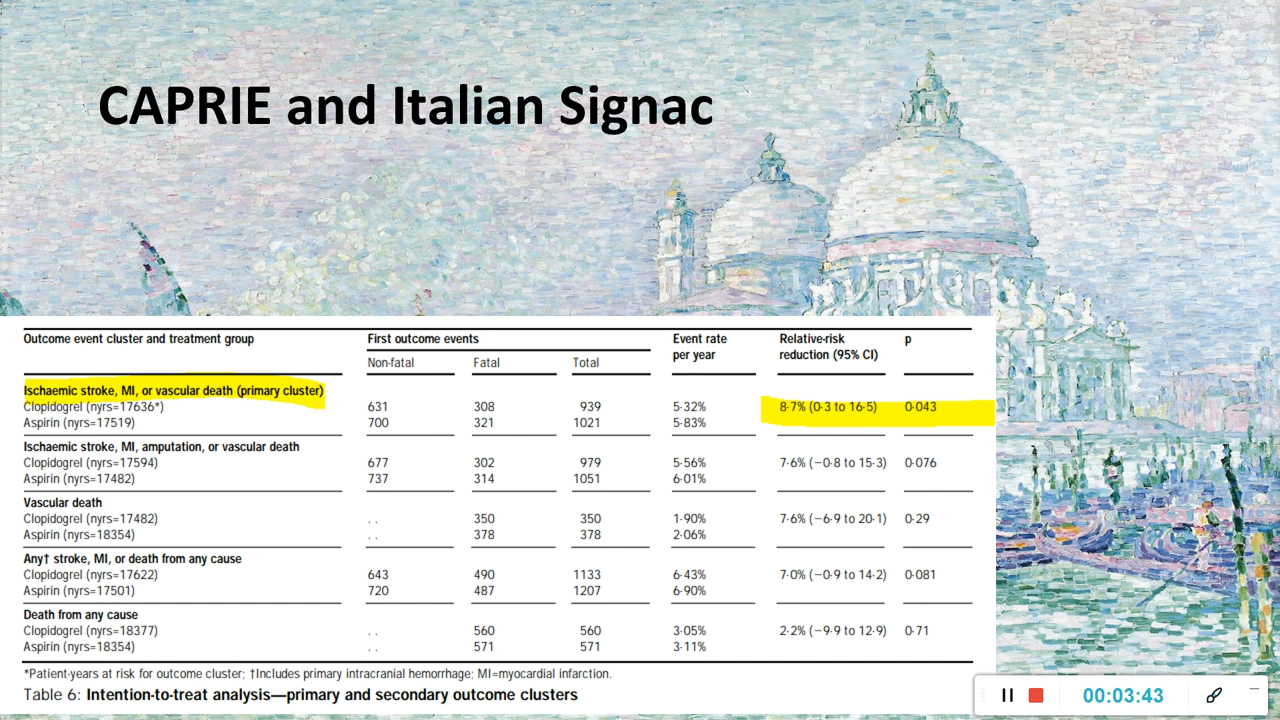 CAPRIE and Italian Signac
Outcome event cluster and treatment group First outcome events Event rate per year Relative-risk reduction (95% CI) p
Non-fatal Fatal Total
Ischaemic stroke, MI, or vascular death (primary cluster)
Clopidogrel (nyrs=17636*) 631 308 939 5·32% 8·7% (0·3 to 16·5) 0·043
Aspirin (nyrs=17519) 700 321 1021 5·83%
Ischaemic stroke, MI, amputation, or vascular death
Clopidogrel (nyrs=17594) 677 302 979 5·56% 7·6% (−0·8 to 15·3) 0·076
Aspirin (nyrs=17482) 737 314 1051 6·01%
Vascular death
Clopidogrel (nyrs=17482) . . 350 350 1·90% 7·6% (−6·9 to 20·1) 0·29
Aspirin (nyrs=18354) . . 378 378 2·06%
Any† stroke, MI, or death from any cause
Clopidogrel (nyrs=17622) 643 490 1133 6·43% 7·0% (−0·9 to 14·2) 0·081
Aspirin (nyrs=17501) 720 487 1207 6·90%
Death from any cause
Clopidogrel (nyrs=18377) . . 560 560 3·05% 2·2% (−9·9 to 12·9) 0·71
Aspirin (nyrs=18354) . . 571 571 3·11%
*Patient-years at risk for outcome cluster; †Includes primary intracranial hemorrhage; MI=myocardial infarction.
Table 6: Intention-to-treat analysis—primary and secondary outcome clusters
00:03:43